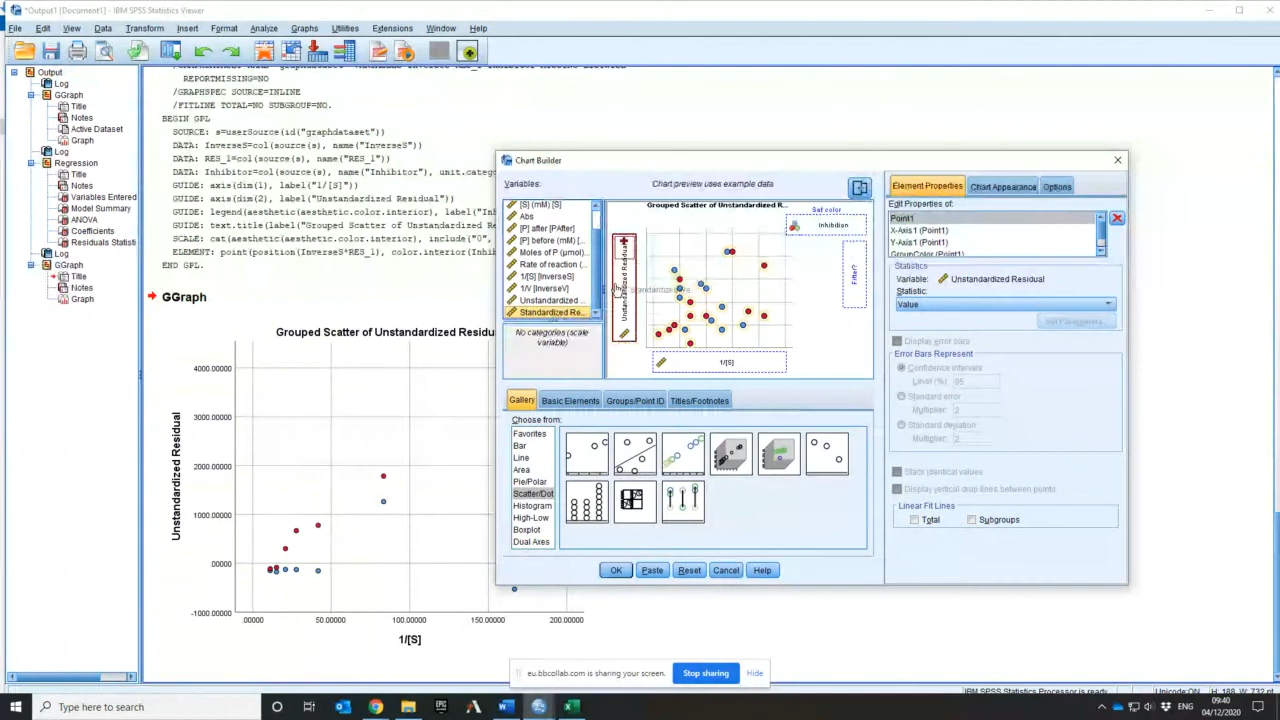 *Output1 [Document1] - IBM SPSS Statistics Viewer
File Edit View Data Transform Insert Format Analyze Graphs Utilities Extensions Window Help
Output
Log
GGraph
Title
Notes
Active Dataset
Graph
Log
Regression
Title
Notes
Variables Entered
Model Summary
ANOVA
Coefficients
Residuals Statisti
Log
GGraph
Title
Notes
Graph
REPORTMISSING=NO
/GRAPHSPEC SOURCE=INLINE
/FITLINE TOTAL=NO SUBGROUP=NO.
BEGIN GPL
SOURCE: s=userSource(id("graphdataset"))
DATA: InverseS=col(source(s), name("InverseS"))
DATA: RES_1=col(source(s), name("RES_1"))
DATA: Inhibitor=col(source(s), name("Inhibitor"), unit.catego
GUIDE: axis(dim(1), label("1/[S]"))
GUIDE: axis(dim(2), label("Unstandardized Residual"))
GUIDE: legend(aesthetic(aesthetic.color.interior), label("Inh
GUIDE: text.title(label("Grouped Scatter of Unstandardized R
SCALE: cat(aesthetic(aesthetic.color.interior), include("0",
ELEMENT: point(position(InverseS*RES_1), color.interior(Inhib
END GPL.
GGraph
Grouped Scatter of Unstandardized Residua
4000.00000
3000.00000
2000.00000
1000.00000
.00000
-1000.00000
Unstandardized Residual
.00000 50.00000 100.00000 150.00000 200.00000
1/[S]
Chart Builder
Variables:
Chart preview uses example data
[S] (mM) [S]
Abs
[P] after [PAfter]
[P] before (mM) [...
Moles of P (µmol)...
Rate of reaction (...
1/[S] [InverseS]
1/V [InverseV]
Unstandardized ...
Standardized Re...
No categories (scale
variable)
Grouped Scatter of Unstandardized R...
Set color
Inhibition
Filter?
Unstandardized Residual
1/[S]
Gallery Basic Elements Groups/Point ID Titles/Footnotes
Choose from:
Favorites
Bar
Line
Area
Pie/Polar
Scatter/Dot
Histogram
High-Low
Boxplot
Dual Axes
OK Paste Reset Cancel Help
Element Properties Chart Appearance Options
Edit Properties of:
Point1
X-Axis1 (Point1)
Y-Axis1 (Point1)
GroupColor (Point1)
Statistics
Variable: Unstandardized Residual
Statistic:
Value
Set Parameters...
Display error bars
Error Bars Represent
Confidence intervals
Level (%): 95
Standard error
Multiplier: 2
Standard deviation
Multiplier: 2
Stack identical values
Display vertical drop lines between points
Linear Fit Lines
Total Subgroups
eu.bbcollab.com is sharing your screen. Stop sharing Hide
IBM SPSS Statistics Processor is ready Unicode:ON H: 188, W: 732 pt
Type here to search
EPIC
ENG
09:40
04/12/2020